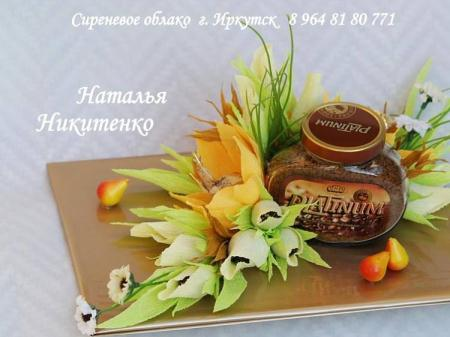 Сиреневое облако г. Иркутск 8 964 81 80 771
Наталья
Никитенко
PLATINUM
PLATINUM